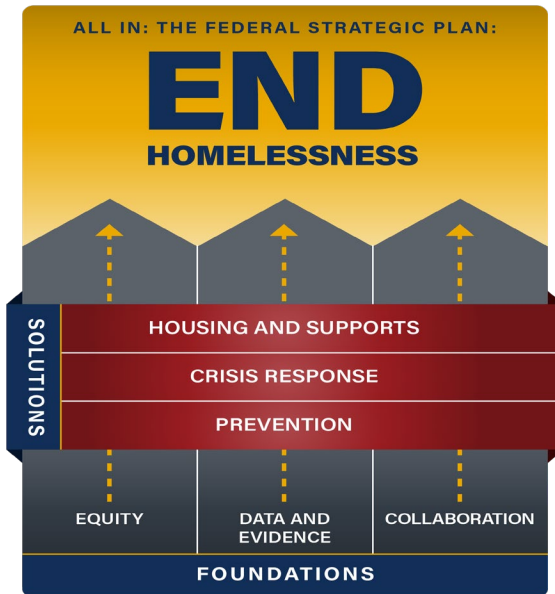 ALL IN: THE FEDERAL STRATEGIC PLAN:
END
HOMELESSNESS
SOLUTIONS
HOUSING AND SUPPORTS
CRISIS RESPONSE
PREVENTION
EQUITY
DATA AND
EVIDENCE
COLLABORATION
FOUNDATIONS